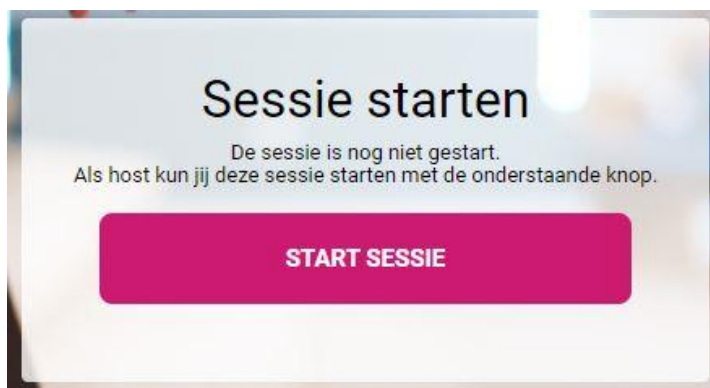 Sessie starten
De sessie is nog niet gestart.
Als host kun jij deze sessie starten met de onderstaande knop.
START SESSIE